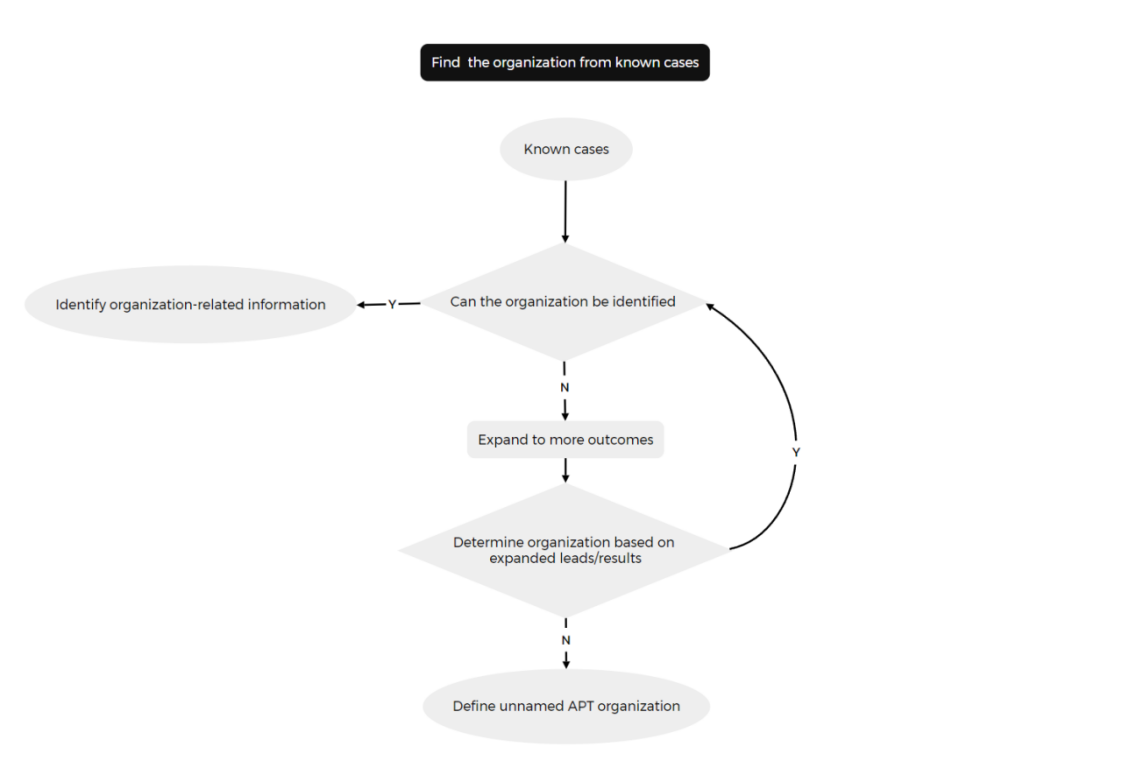 Find  the organization from known cases
Known cases
Can the organization be identified
Y
Identify organization-related information
N
Expand to more outcomes
Y
Determine organization based on
expanded leads/results
N
Define unnamed APT organization